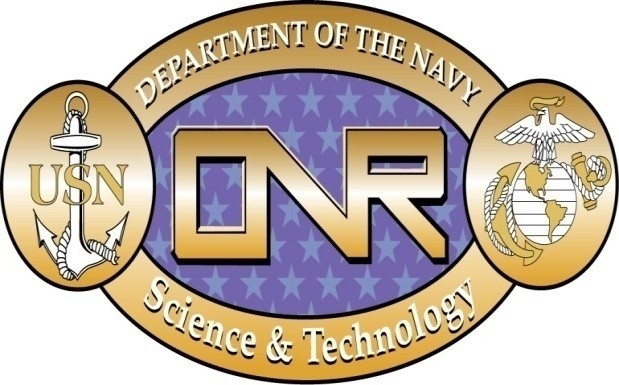 DEPARTMENT OF THE NAVY
USN
ONR
Science & Technology